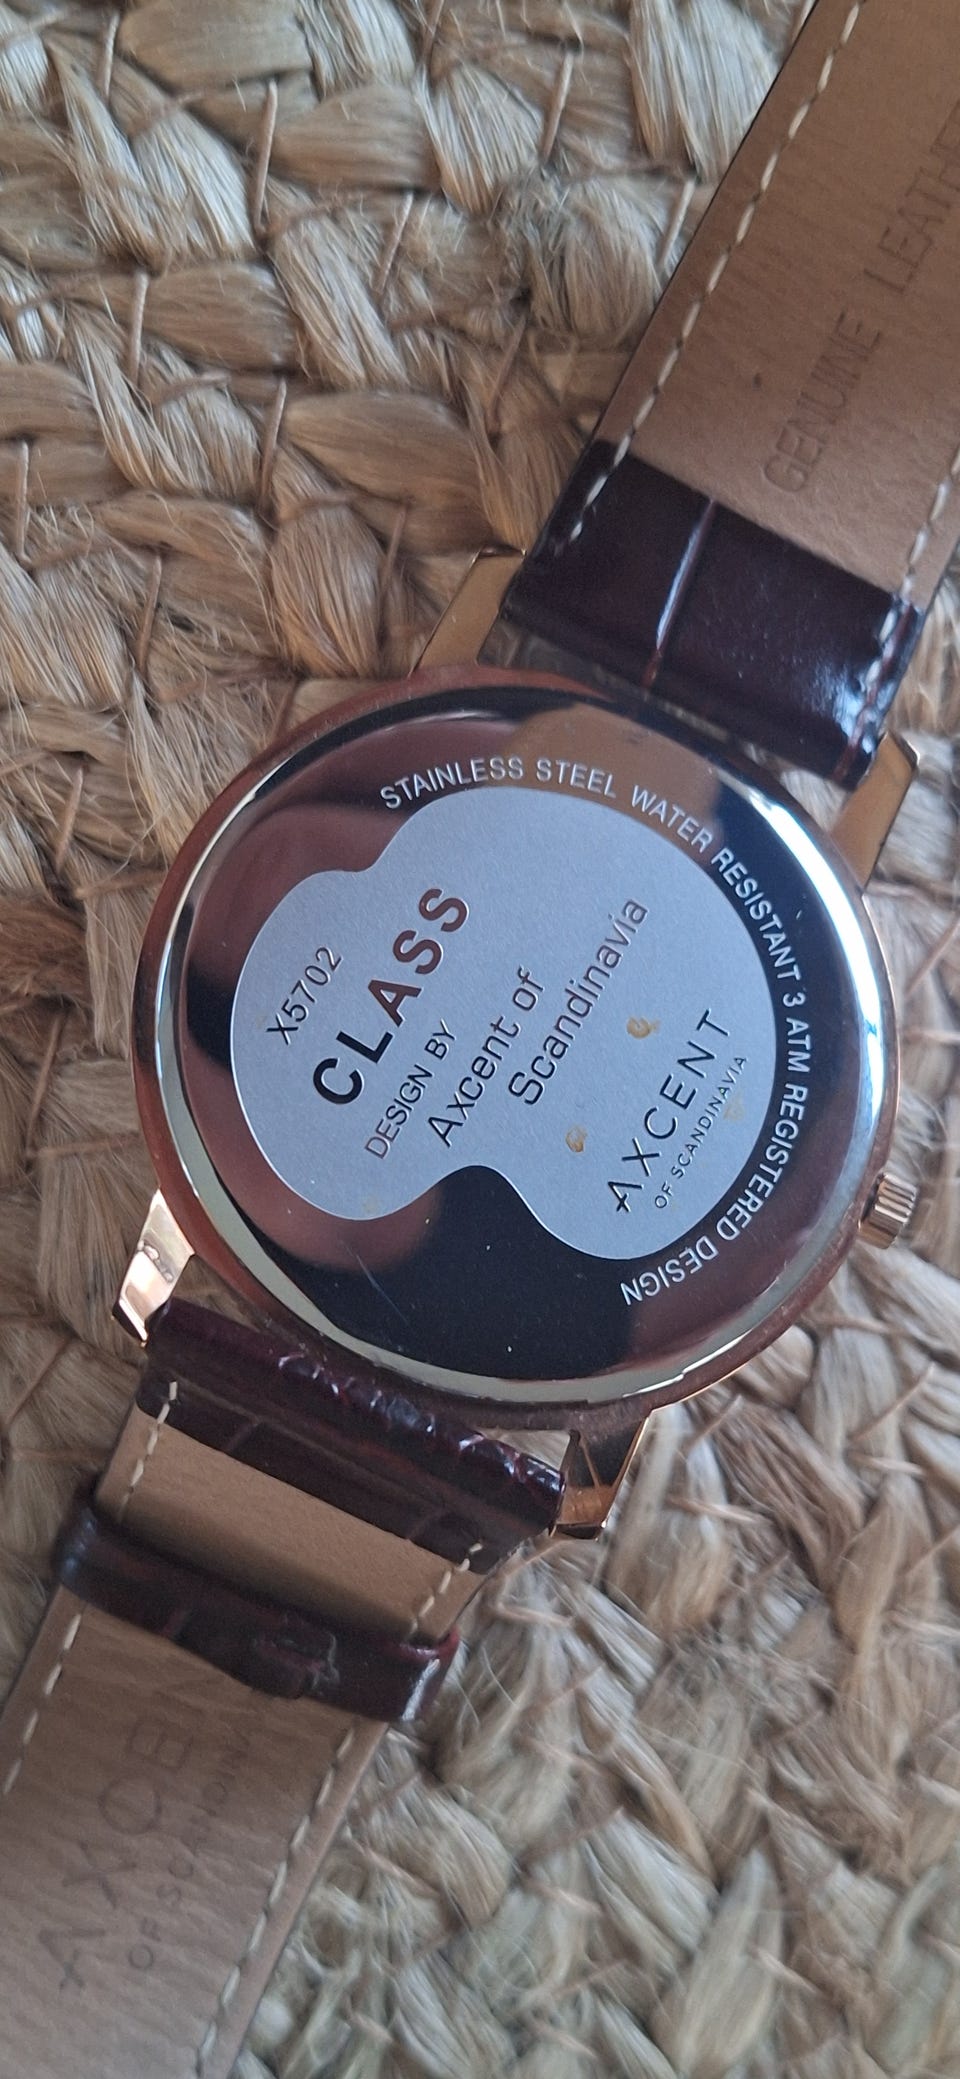 STAINLESS STEEL WATER RESISTANT 3 ATM REGISTERED DESIGN
X5702
CLASS
DESIGN BY
Axcent of
Scandinavia
AXCENT
OF SCANDINAVIA
GENUINE LEATHE